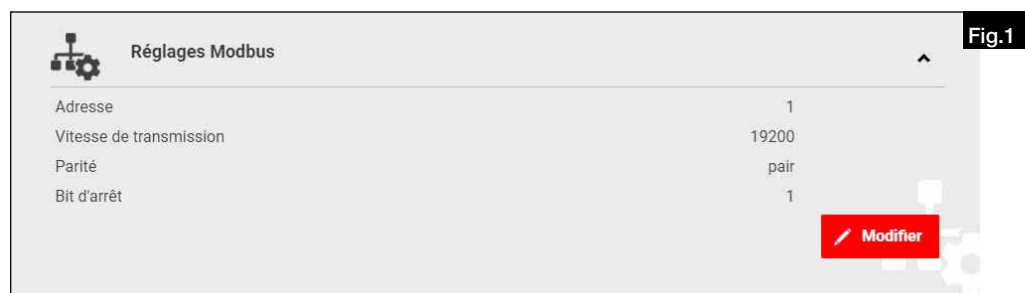 Fig.1
Réglages Modbus
Adresse 1
Vitesse de transmission 19200
Parité pair
Bit d'arrêt 1
Modifier